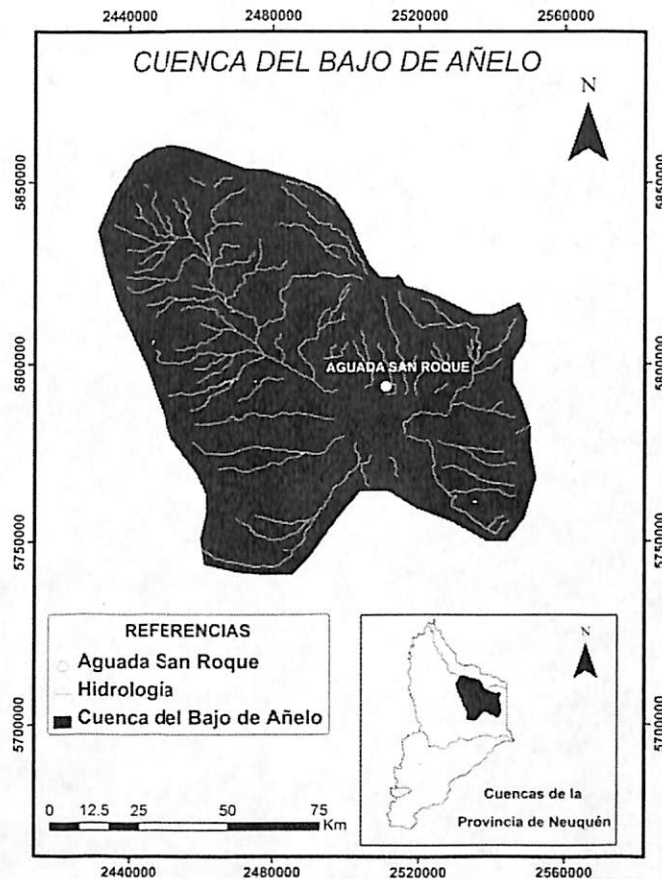 2440000 2480000 2520000 2560000
CUENCA DEL BAJO DE AÑELO
N
5850000 5850000
5800000 5800000
AGUADA SAN ROQUE
5750000 5750000
REFERENCIAS
Aguada San Roque
Hidrología
Cuenca del Bajo de Añelo
N
5700000 5700000
Cuencas de la
Provincia de Neuquén
0 12.5 25 50 75
Km
2440000 2480000 2520000 2560000